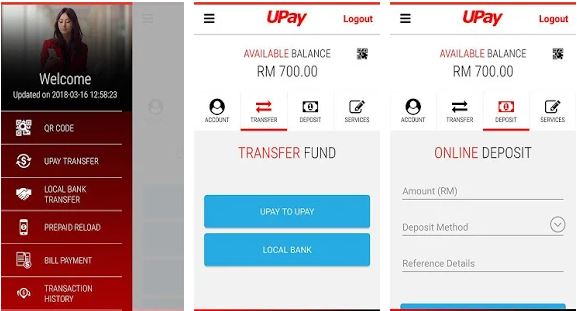 Welcome
Updated on 2018-03-16 12:58:23
QR CODE
UPAY TRANSFER
LOCAL BANK
TRANSFER
PREPAID RELOAD
BILL PAYMENT
TRANSACTION
HISTORY
UPay Logout
AVAILABLE BALANCE
RM 700.00
ACCOUNT TRANSFER DEPOSIT SERVICES
TRANSFER FUND
UPAY TO UPAY
LOCAL BANK
UPay Logout
AVAILABLE BALANCE
RM 700.00
ACCOUNT TRANSFER DEPOSIT SERVICES
ONLINE DEPOSIT
Amount (RM)
Deposit Method
Reference Details